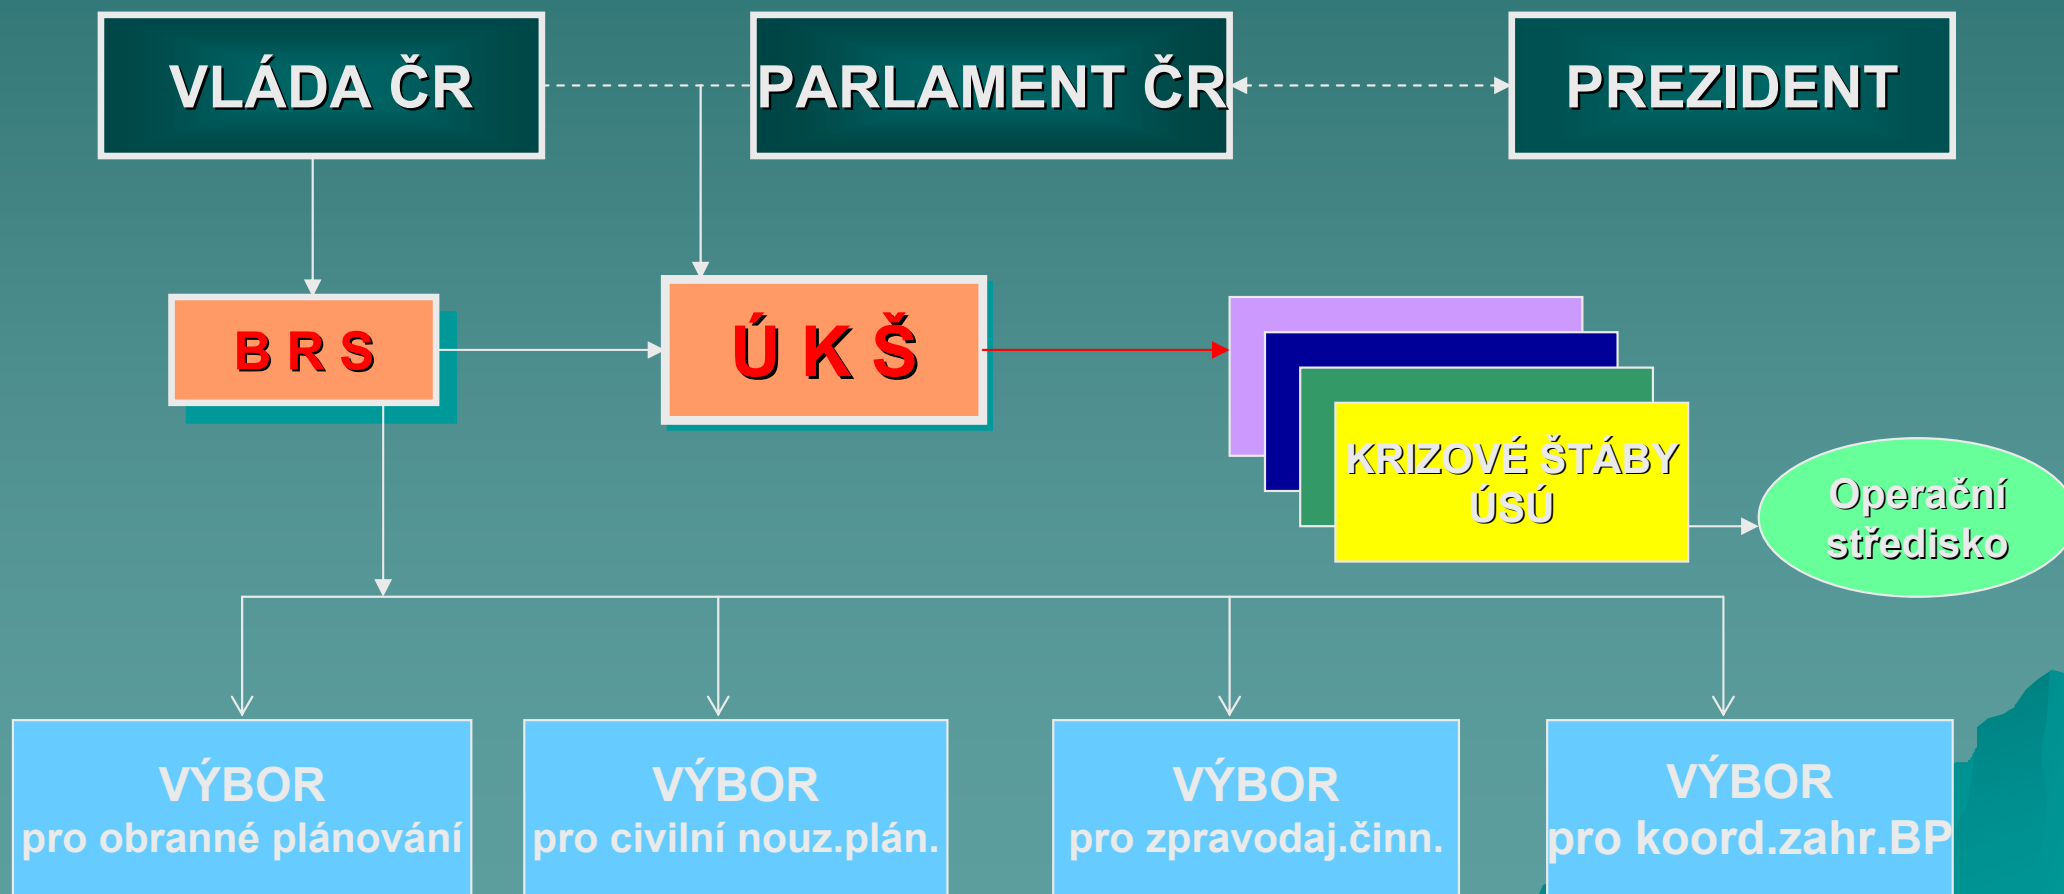 VLÁDA ČR
PARLAMENT ČR
PREZIDENT
B R S
Ú K Š
KRIZOVÉ ŠTÁBY
ÚSÚ
Operační
středisko
VÝBOR
pro obranné plánování
VÝBOR
pro civilní nouz.plán.
VÝBOR
pro zpravodaj.činn.
VÝBOR
pro koord.zahr.BP